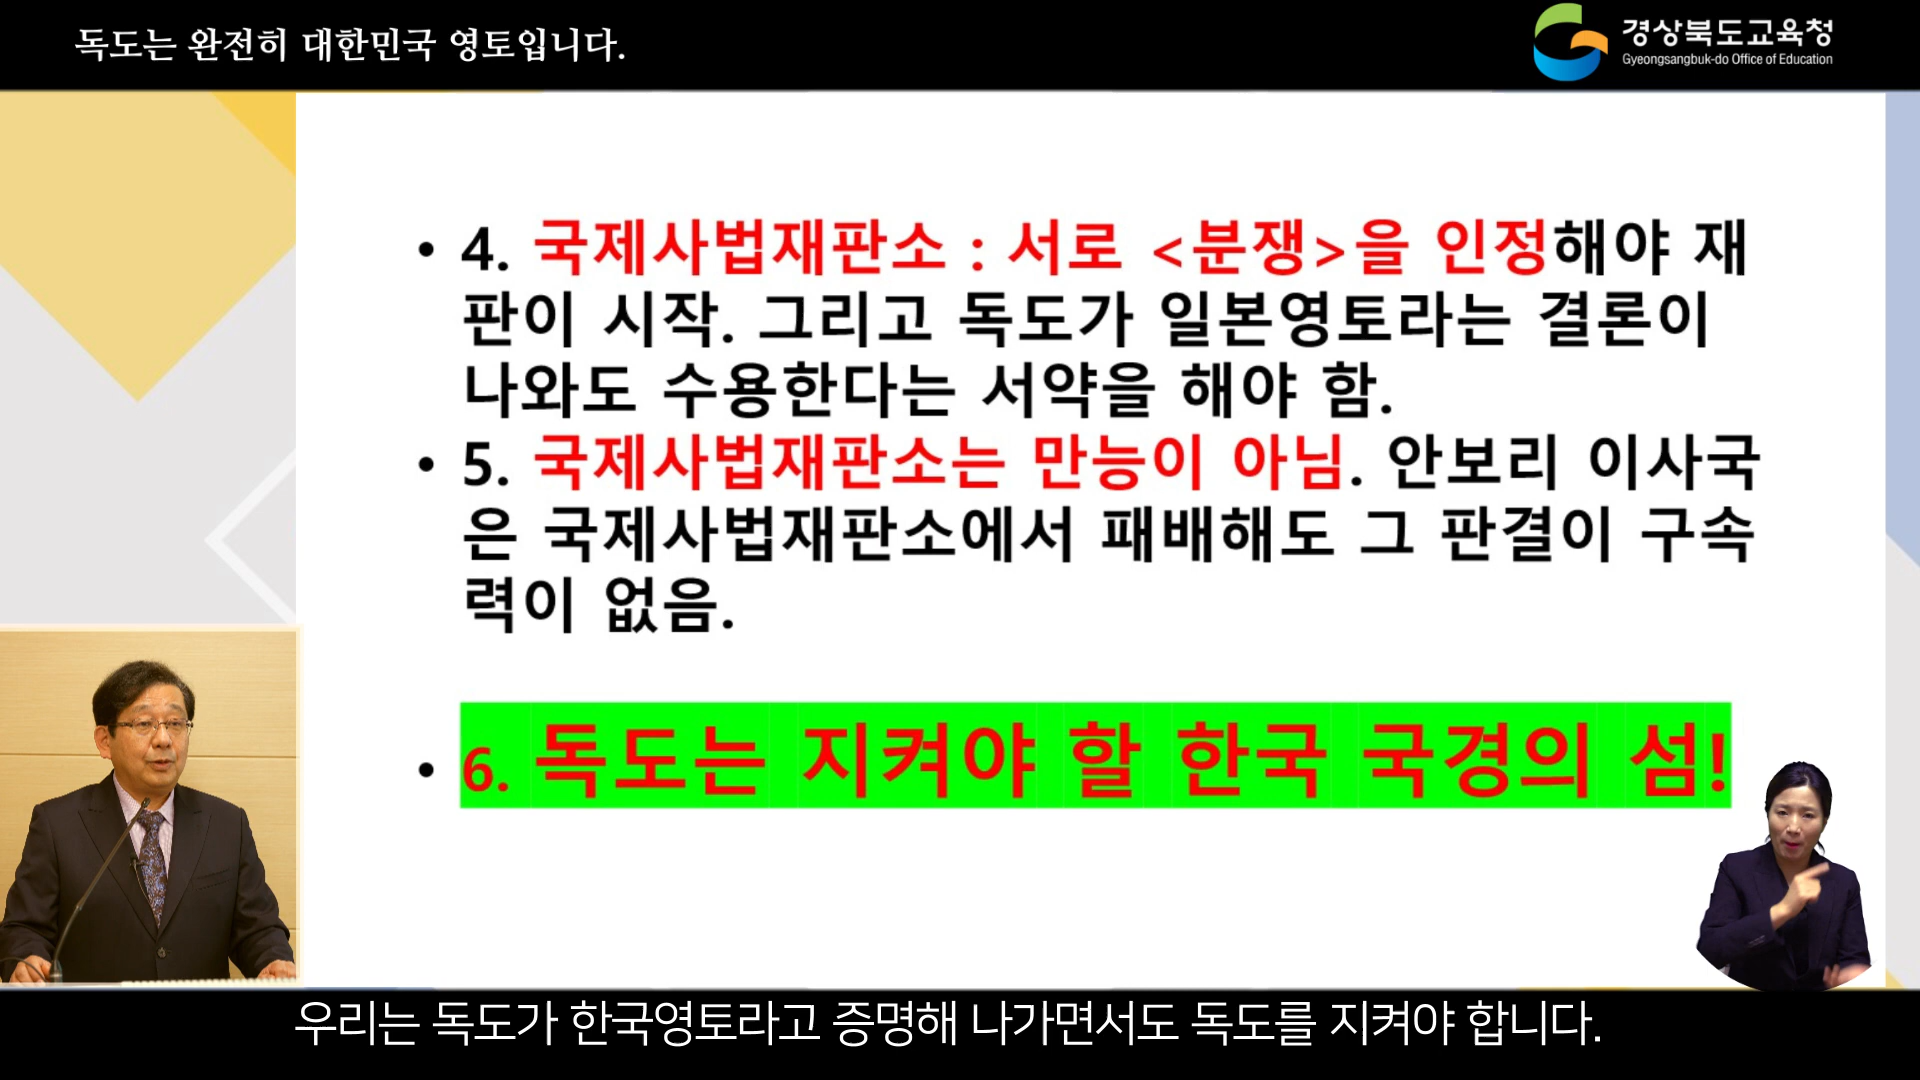 독도는 완전히 대한민국 영토입니다.
경상북도교육청
Gyeongsangbuk-do Office of Education
• 4. 국제사법재판소 : 서로 <분쟁>을 인정해야 재
판이 시작. 그리고 독도가 일본영토라는 결론이
나와도 수용한다는 서약을 해야 함.
• 5. 국제사법재판소는 만능이 아님. 안보리 이사국
은 국제사법재판소에서 패배해도 그 판결이 구속
력이 없음.
• 6. 독도는 지켜야 할 한국 국경의 섬!
우리는 독도가 한국영토라고 증명해 나가면서도 독도를 지켜야 합니다.